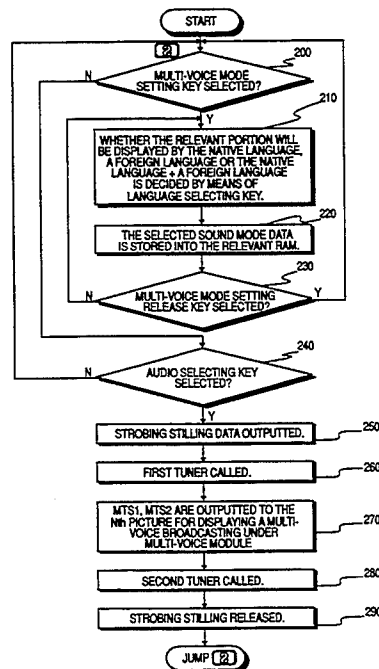 START
2
200
MULTI-VOICE MODE
SETTING KEY SELECTED?
N
Y
210
WHETHER THE RELEVANT PORTION WILL
BE DISPLAYED BY THE NATIVE LANGUAGE,
A FOREIGN LANGUAGE OR THE NATIVE
LANGUAGE + A FOREIGN LANGUAGE
IS DECIDED BY MEANS OF
LANGUAGE SELECTING KEY.
220
THE SELECTED SOUND MODE DATA
IS STORED INTO THE RELEVANT RAM.
230
N
MULTI-VOICE MODE SETTING
RELEASE KEY SELECTED?
Y
240
N
AUDIO SELECTING KEY
SELECTED?
Y
STROBING STILLING DATA OUTPUTTED.
250
FIRST TUNER CALLED.
260
MTS1, MTS2 ARE OUTPUTTED TO THE
Nth PICTURE FOR DISPLAYING A MULTI-
VOICE BROADCASTING UNDER
MULTI-VOICE MODULE
270
SECOND TUNER CALLED.
280
STROBING STILLING RELEASED.
290
JUMP 2